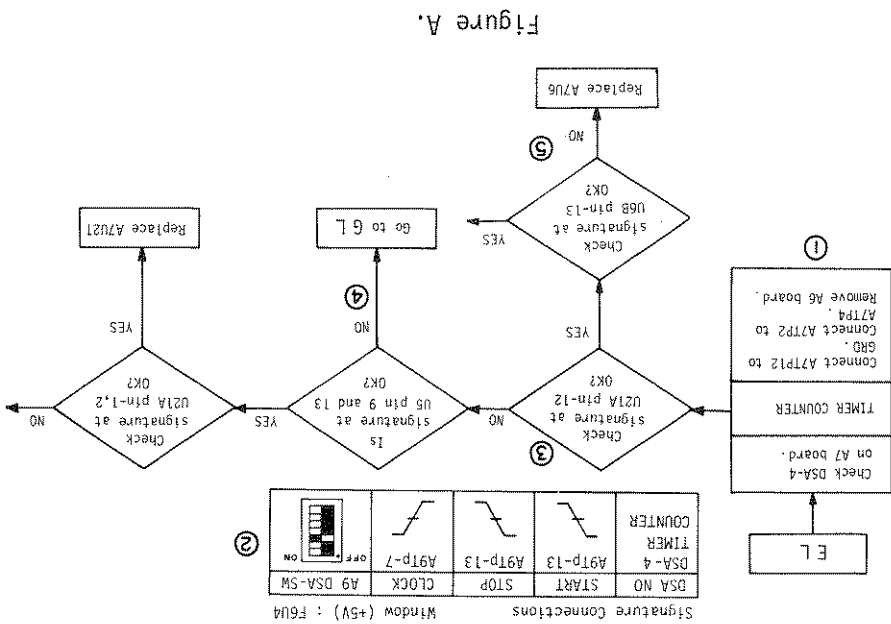 Signature Connections Window (+5V) : F6U4
DSA NO START STOP CLOCK A9 DSA-SW
DSA-4
TIMER
COUNTER
A9Tp-13 A9Tp-13 A9Tp-7
OFF ON
②
E L
Check DSA-4
on A7 board.
TIMER COUNTER
Connect A7TP12 to
GRD.
Connect A7TP2 to
A7TP4.
Remove A6 board.
①
③
Check
signature at
U21A pin-12
OK?
NO
YES
Is
signature at
U5 pin 9 and 13
OK?
YES
NO
④
Check
signature at
U21A pin-1,2
OK?
NO
YES
Go to G L
Replace A7U21
Check
signature at
U6B pin-13
OK?
YES
NO
⑤
Replace A7U6
Figure A.